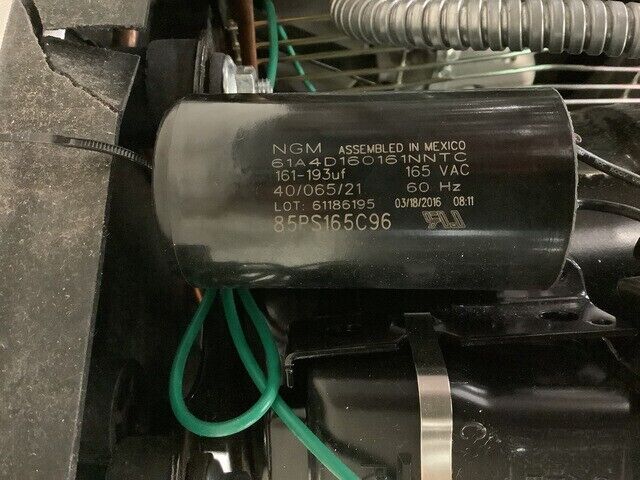 NGM ASSEMBLED IN MEXICO
61A4D160161NNTC
161-193uf 165 VAC
40/065/21 60 Hz
LOT: 61186195 03/18/2016 08:11
85PS165C96